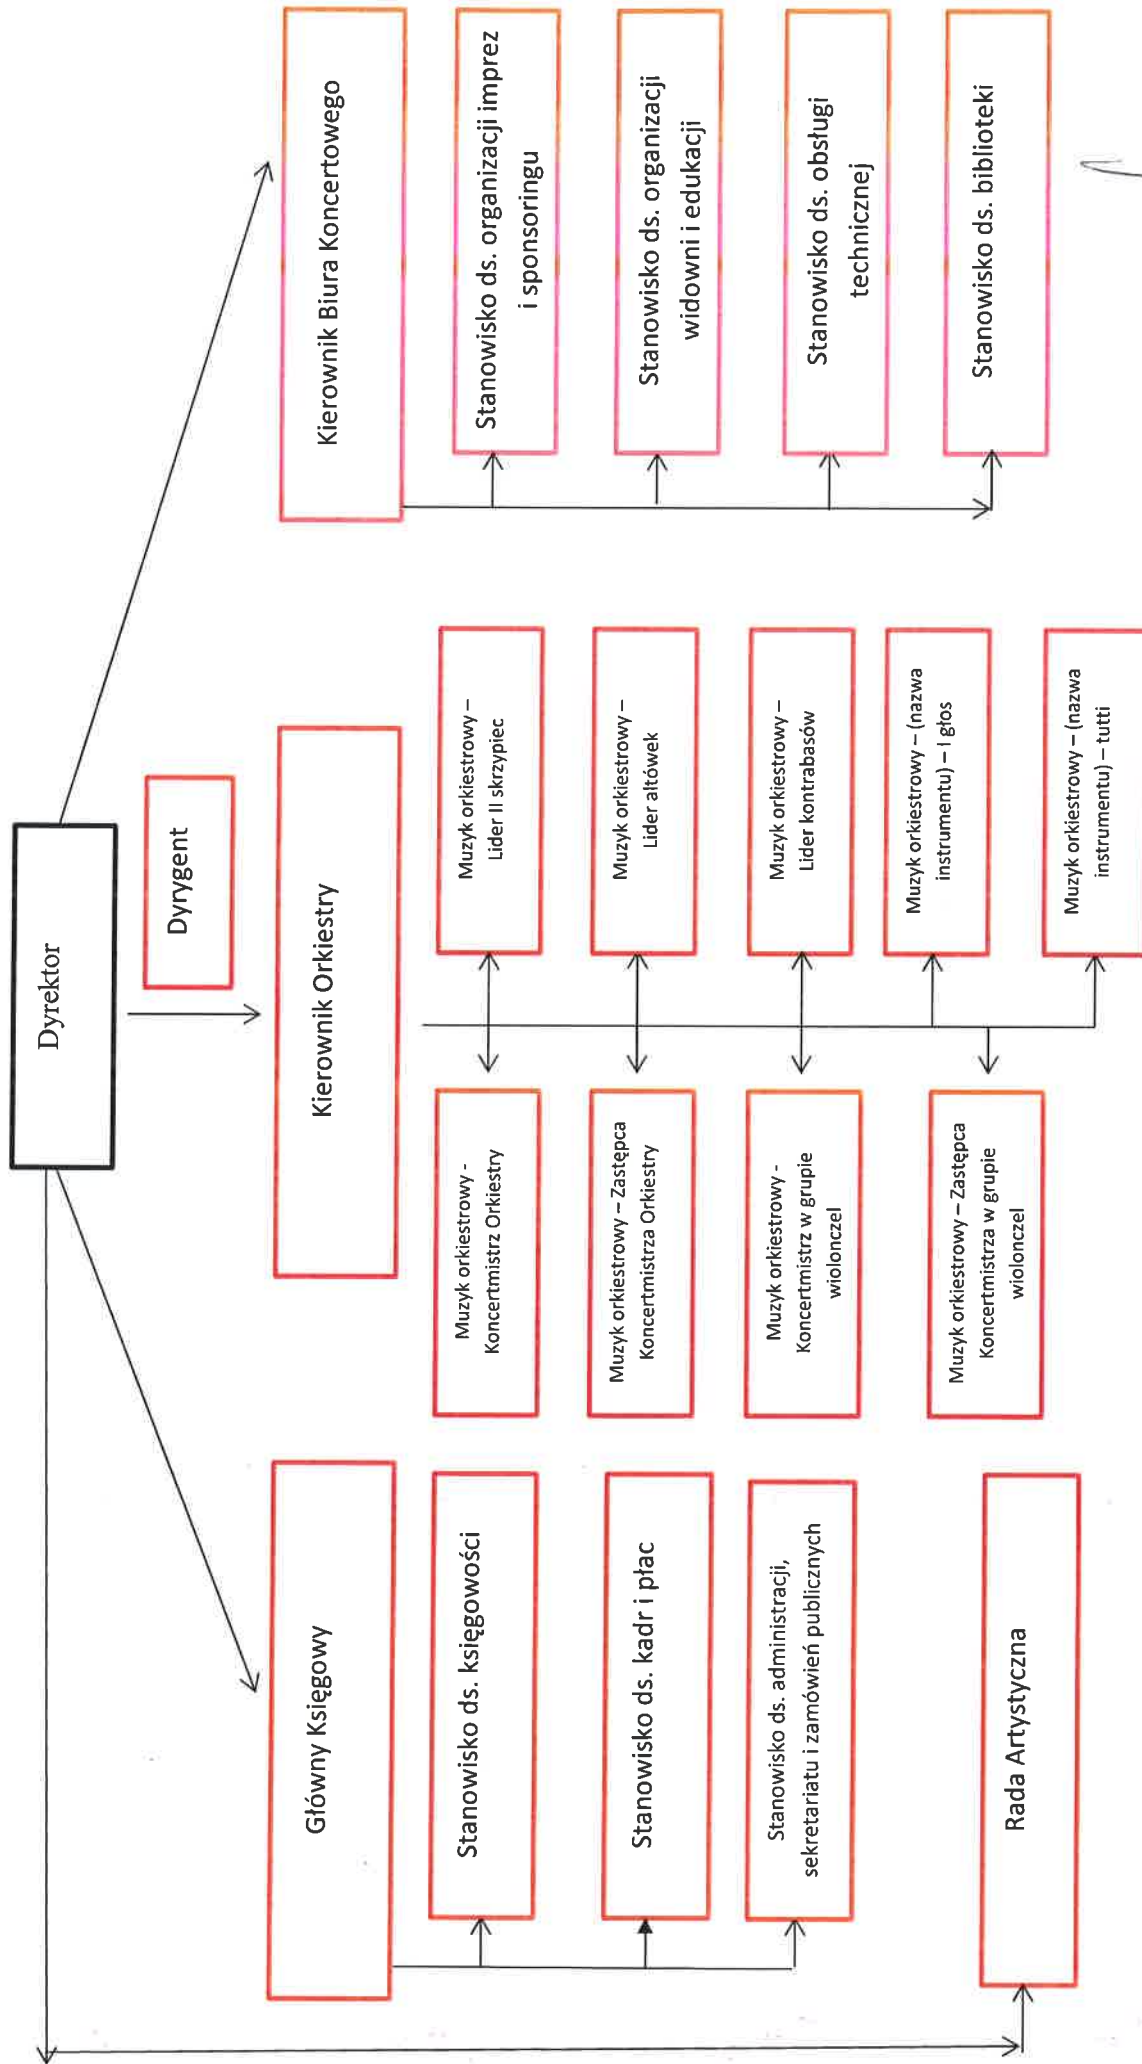 Dyrektor
Dyrygent
Główny Księgowy
Kierownik Orkiestry
Kierownik Biura Koncertowego
Stanowisko ds. księgowości
Stanowisko ds. kadr i płac
Stanowisko ds. administracji,
sekretariatu i zamówień publicznych
Rada Artystyczna
Muzyk orkiestrowy -
Koncertmistrz Orkiestry
Muzyk orkiestrowy – Zastępca
Koncertmistrza Orkiestry
Muzyk orkiestrowy -
Koncertmistrz w grupie
wiolonczel
Muzyk orkiestrowy – Zastępca
Koncertmistrza w grupie
wiolonczel
Muzyk orkiestrowy –
Lider II skrzypiec
Muzyk orkiestrowy –
Lider altówek
Muzyk orkiestrowy –
Lider kontrabasów
Muzyk orkiestrowy – (nazwa
instrumentu) – I głos
Muzyk orkiestrowy – (nazwa
instrumentu) – tutti
Stanowisko ds. organizacji imprez
i sponsoringu
Stanowisko ds. organizacji
widowni i edukacji
Stanowisko ds. obsługi
technicznej
Stanowisko ds. biblioteki